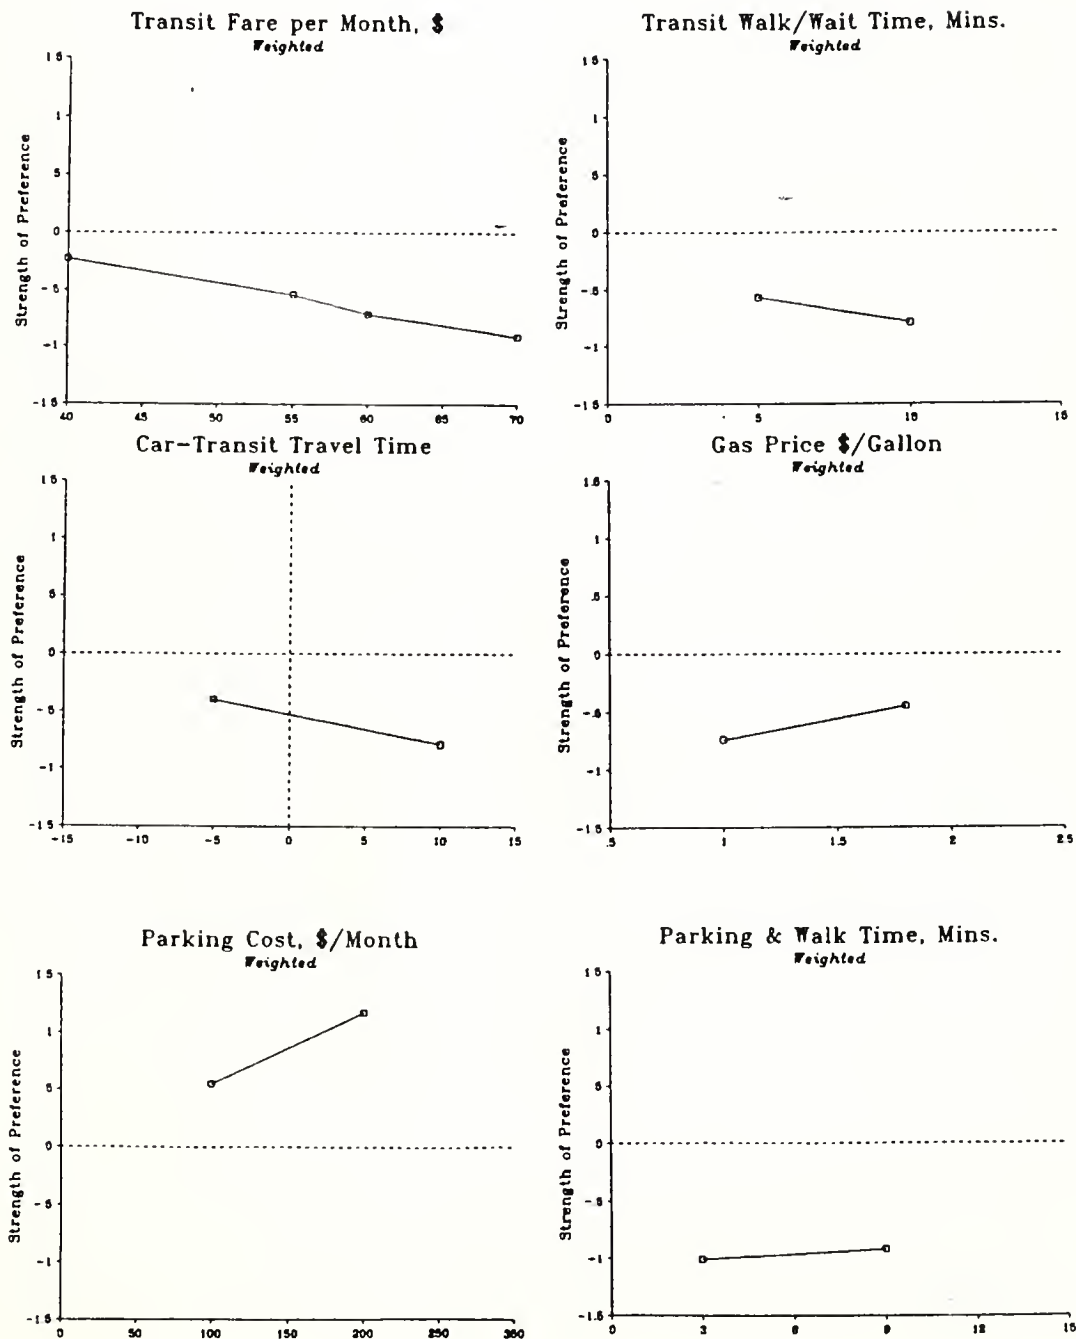 Transit Fare per Month, $
Weighted
Strength of Preference
1 5
1
5
0
- 5
-1
-1 5
40 45 50 55 60 65 70
Transit Walk/Wait Time, Mins.
Weighted
Strength of Preference
1 5
1
5
0
-.5
-1
-1 5
0 5 10 15
Car-Transit Travel Time
Weighted
Strength of Preference
1 5
1
5
0
- 5
-1
-1 5
-15 -10 -5 0 5 10 15
Gas Price $/Gallon
Weighted
Strength of Preference
1.5
1
.5
0
-.5
-1
-1 5
.5 1 1.5 2 2.5
Parking Cost, $/Month
Weighted
Strength of Preference
1 5
1
5
0
- 5
-1
-1 5
0 50 100 150 200 250 300
Parking & Walk Time, Mins.
Weighted
Strength of Preference
1 5
1
5
0
-.5
-1
-1.5
0 3 6 9 12 15